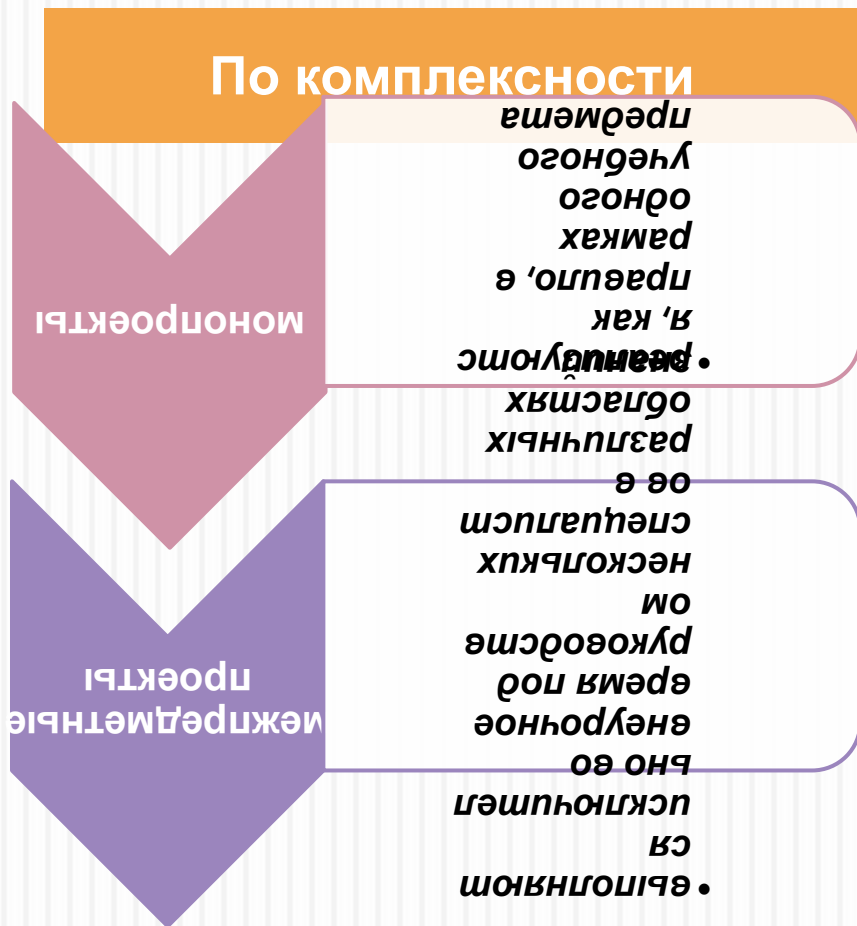 По комплексности
монопроекты
• реализуютс
я, как
правило, в
рамках
одного
учебного
предмета
межпредметные
проекты
• выполняют
ся
исключител
ьно во
внеурочное
время под
руководств
ом
нескольких
специалист
ов в
различных
областях
знаний